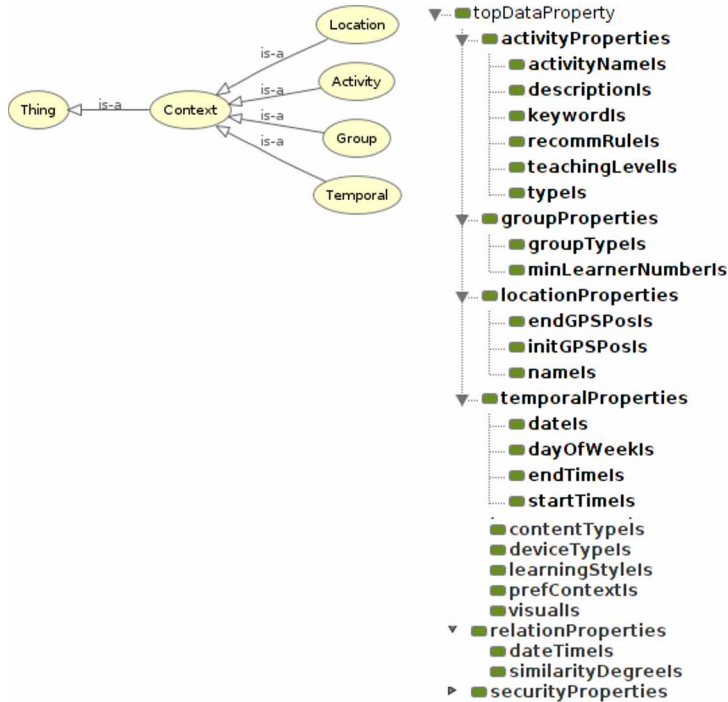 Location
is-a
Activity
is-a
Thing
is-a
Context
is-a
Group
is-a
Temporal
topDataProperty
activityProperties
activityNameIs
descriptionIs
keywordIs
recommRuleIs
teachingLevelIs
typeIs
groupProperties
groupTypeIs
minLearnerNumberIs
locationProperties
endGPSPosIs
initGPSPosIs
nameIs
temporalProperties
dateIs
dayOfWeekIs
endTimeIs
startTimeIs
contentTypeIs
deviceTypeIs
learningStyleIs
prefContextIs
visualIs
relationProperties
dateTimeIs
similarityDegreeIs
securityProperties